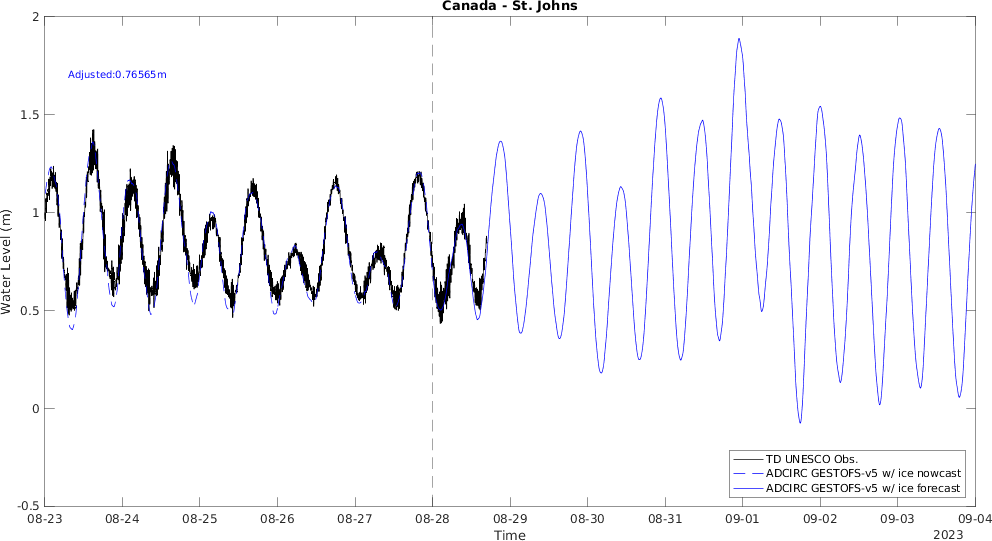 Canada - St. Johns
Adjusted:0.76565m
Water Level (m)
2
1.5
1
0.5
0
-0.5
08-23 08-24 08-25 08-26 08-27 08-28 08-29 08-30 08-31 09-01 09-02 09-03 09-04
Time
2023
TD UNESCO Obs.
ADCIRC GESTOFS-v5 w/ ice nowcast
ADCIRC GESTOFS-v5 w/ ice forecast